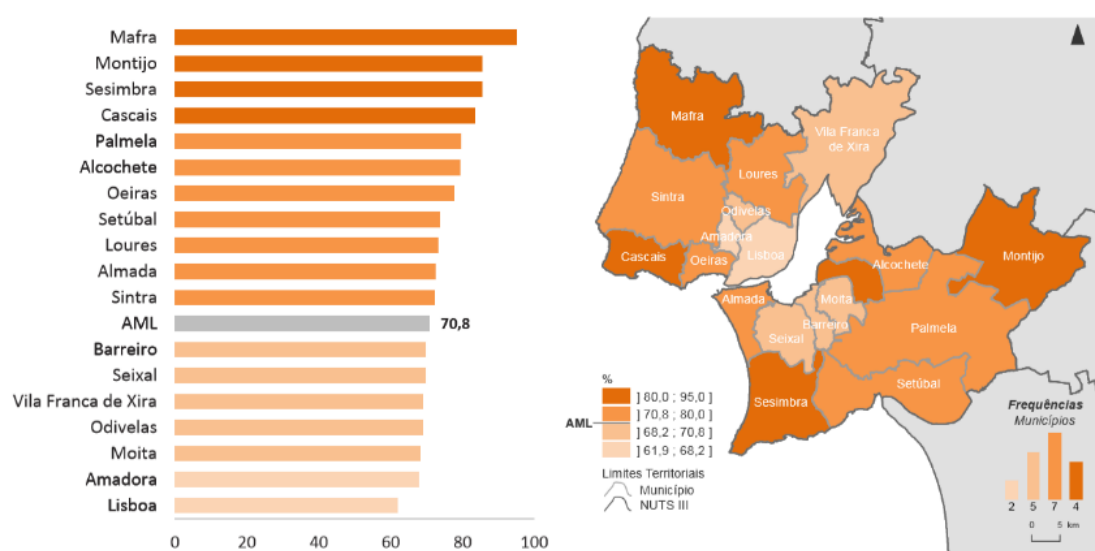 Mafra
Montijo
Sesimbra
Cascais
Palmela
Alcochete
Oeiras
Setúbal
Loures
Almada
Sintra
AML 70,8
Barreiro
Seixal
Vila Franca de Xira
Odivelas
Moita
Amadora
Lisboa
0 20 40 60 80 100
Mafra
Vila Franca
de Xira
Loures
Sintra
Odivelas
Amadora
Lisboa
Cascais
Oeiras
Montijo
Alcochete
Almada
Moita
Barreiro
Seixal
Palmela
Setúbal
Sesimbra
%
] 80,0 ; 95,0 ]
] 70,8 ; 80,0 ]
AML
] 68,2 ; 70,8 ]
] 61,9 ; 68,2 ]
Limites Territoriais
Município
NUTS III
Frequências
Municípios
2 5 7 4
0 5 km